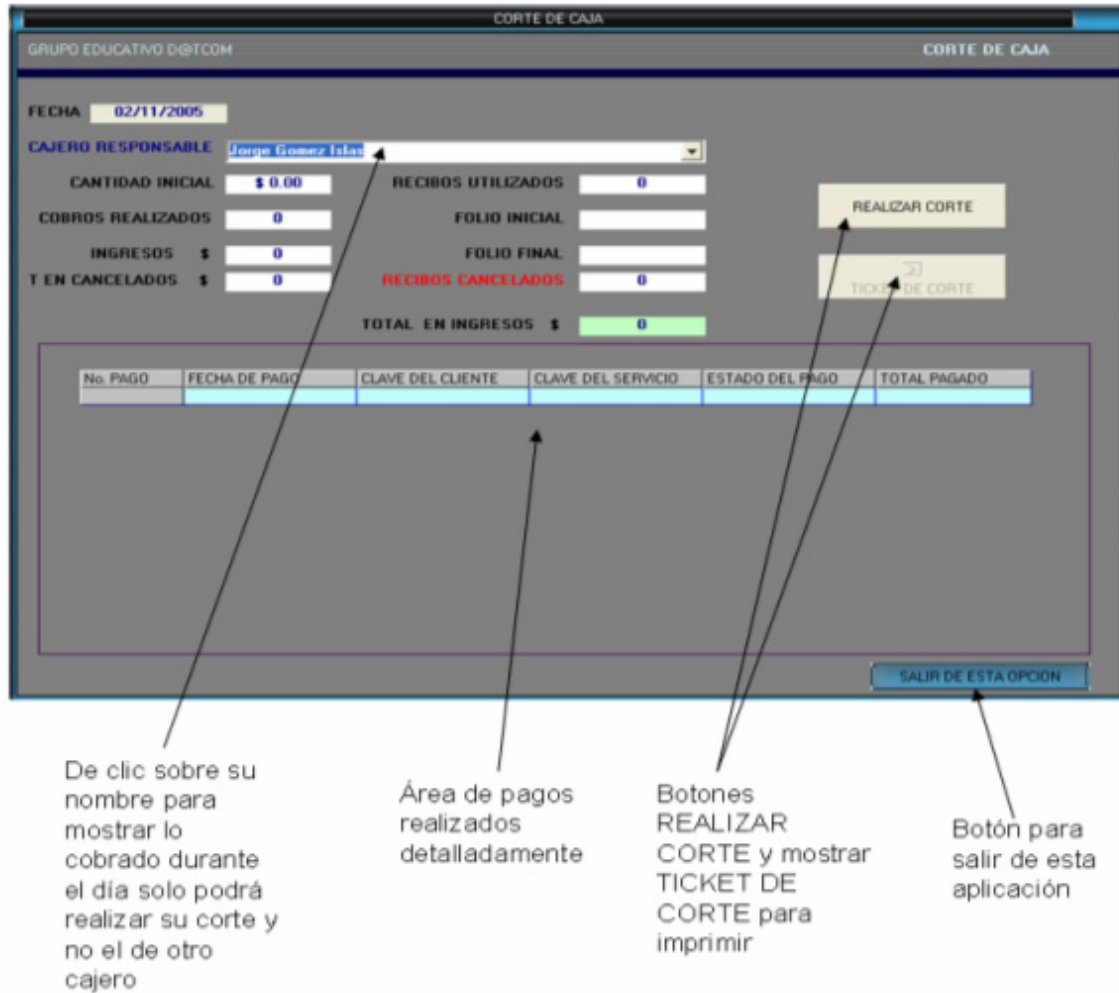 CORTE DE CAJA
GRUPO EDUCATIVO D@TCOM
CORTE DE CAJA
FECHA 02/11/2005
CAJERO RESPONSABLE Jorge Gomez Islas
CANTIDAD INICIAL $ 0.00 RECIBOS UTILIZADOS 0
REALIZAR CORTE
COBROS REALIZADOS 0 FOLIO INICIAL
INGRESOS $ 0 FOLIO FINAL
T EN CANCELADOS $ 0 RECIBOS CANCELADOS 0
TICKET DE CORTE
TOTAL EN INGRESOS $ 0
No. PAGO FECHA DE PAGO CLAVE DEL CLIENTE CLAVE DEL SERVICIO ESTADO DEL PAGO TOTAL PAGADO
SALIR DE ESTA OPCION
De clic sobre su
nombre para
mostrar lo
cobrado durante
el día solo podrá
realizar su corte y
no el de otro
cajero
Área de pagos
realizados
detalladamente
Botones
REALIZAR
CORTE y mostrar
TICKET DE
CORTE para
imprimir
Botón para
salir de esta
aplicación